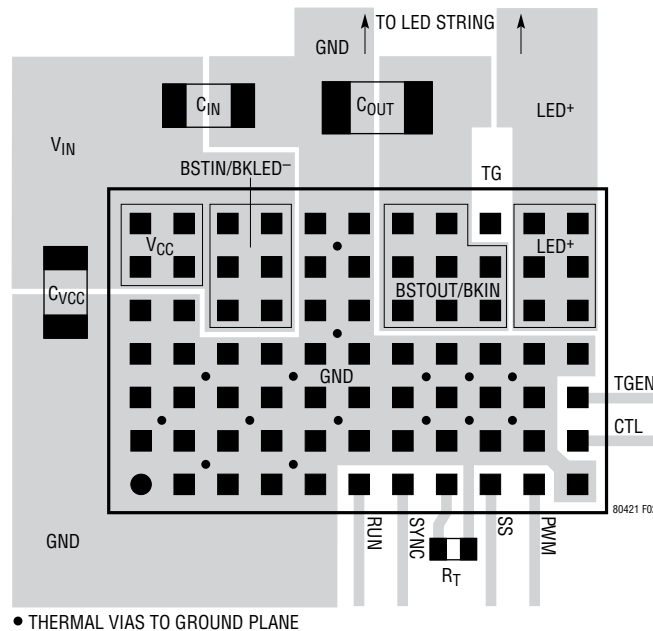 TO LED STRING
GND
CIN
COUT
LED+
VIN
BSTIN/BKLED–
TG
VCC
LED+
CVCC
BSTOUT/BKIN
GND
TGEN
CTL
80421 F03
GND
RUN
SYNC
RT
SS
PWM
● THERMAL VIAS TO GROUND PLANE